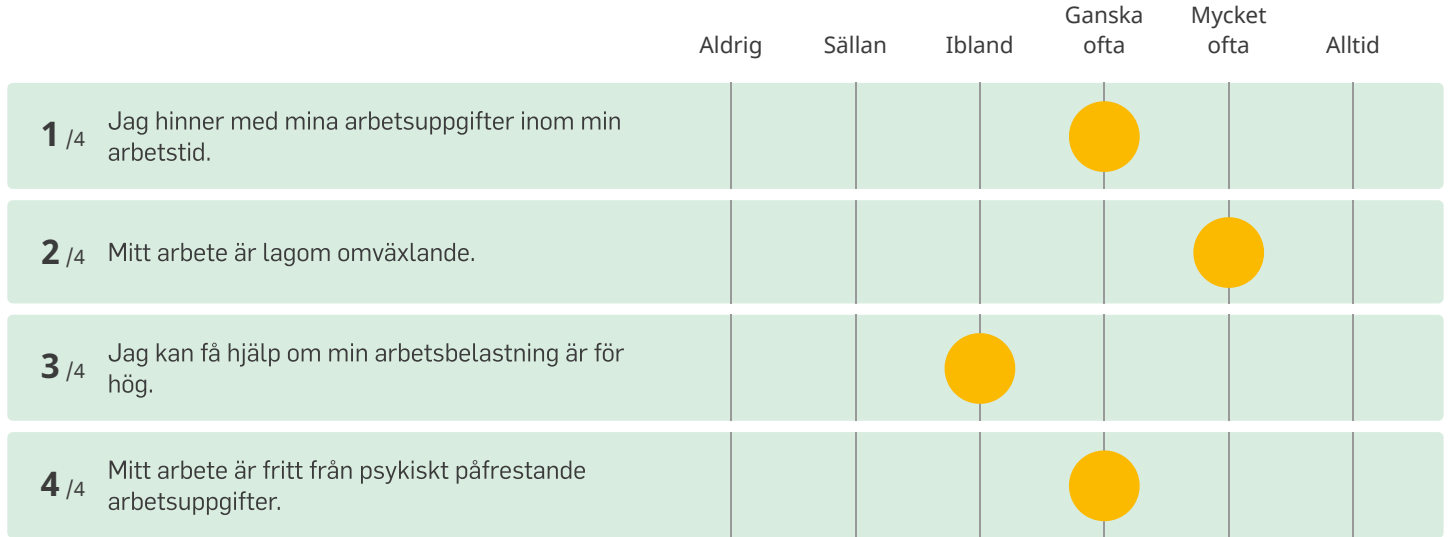 Aldrig Sällan Ibland Ganska ofta Mycket ofta Alltid
1 /4 Jag hinner med mina arbetsuppgifter inom min
arbetstid.
2 /4 Mitt arbete är lagom omväxlande.
3 /4 Jag kan få hjälp om min arbetsbelastning är för
hög.
4 /4 Mitt arbete är fritt från psykiskt påfrestande
arbetsuppgifter.